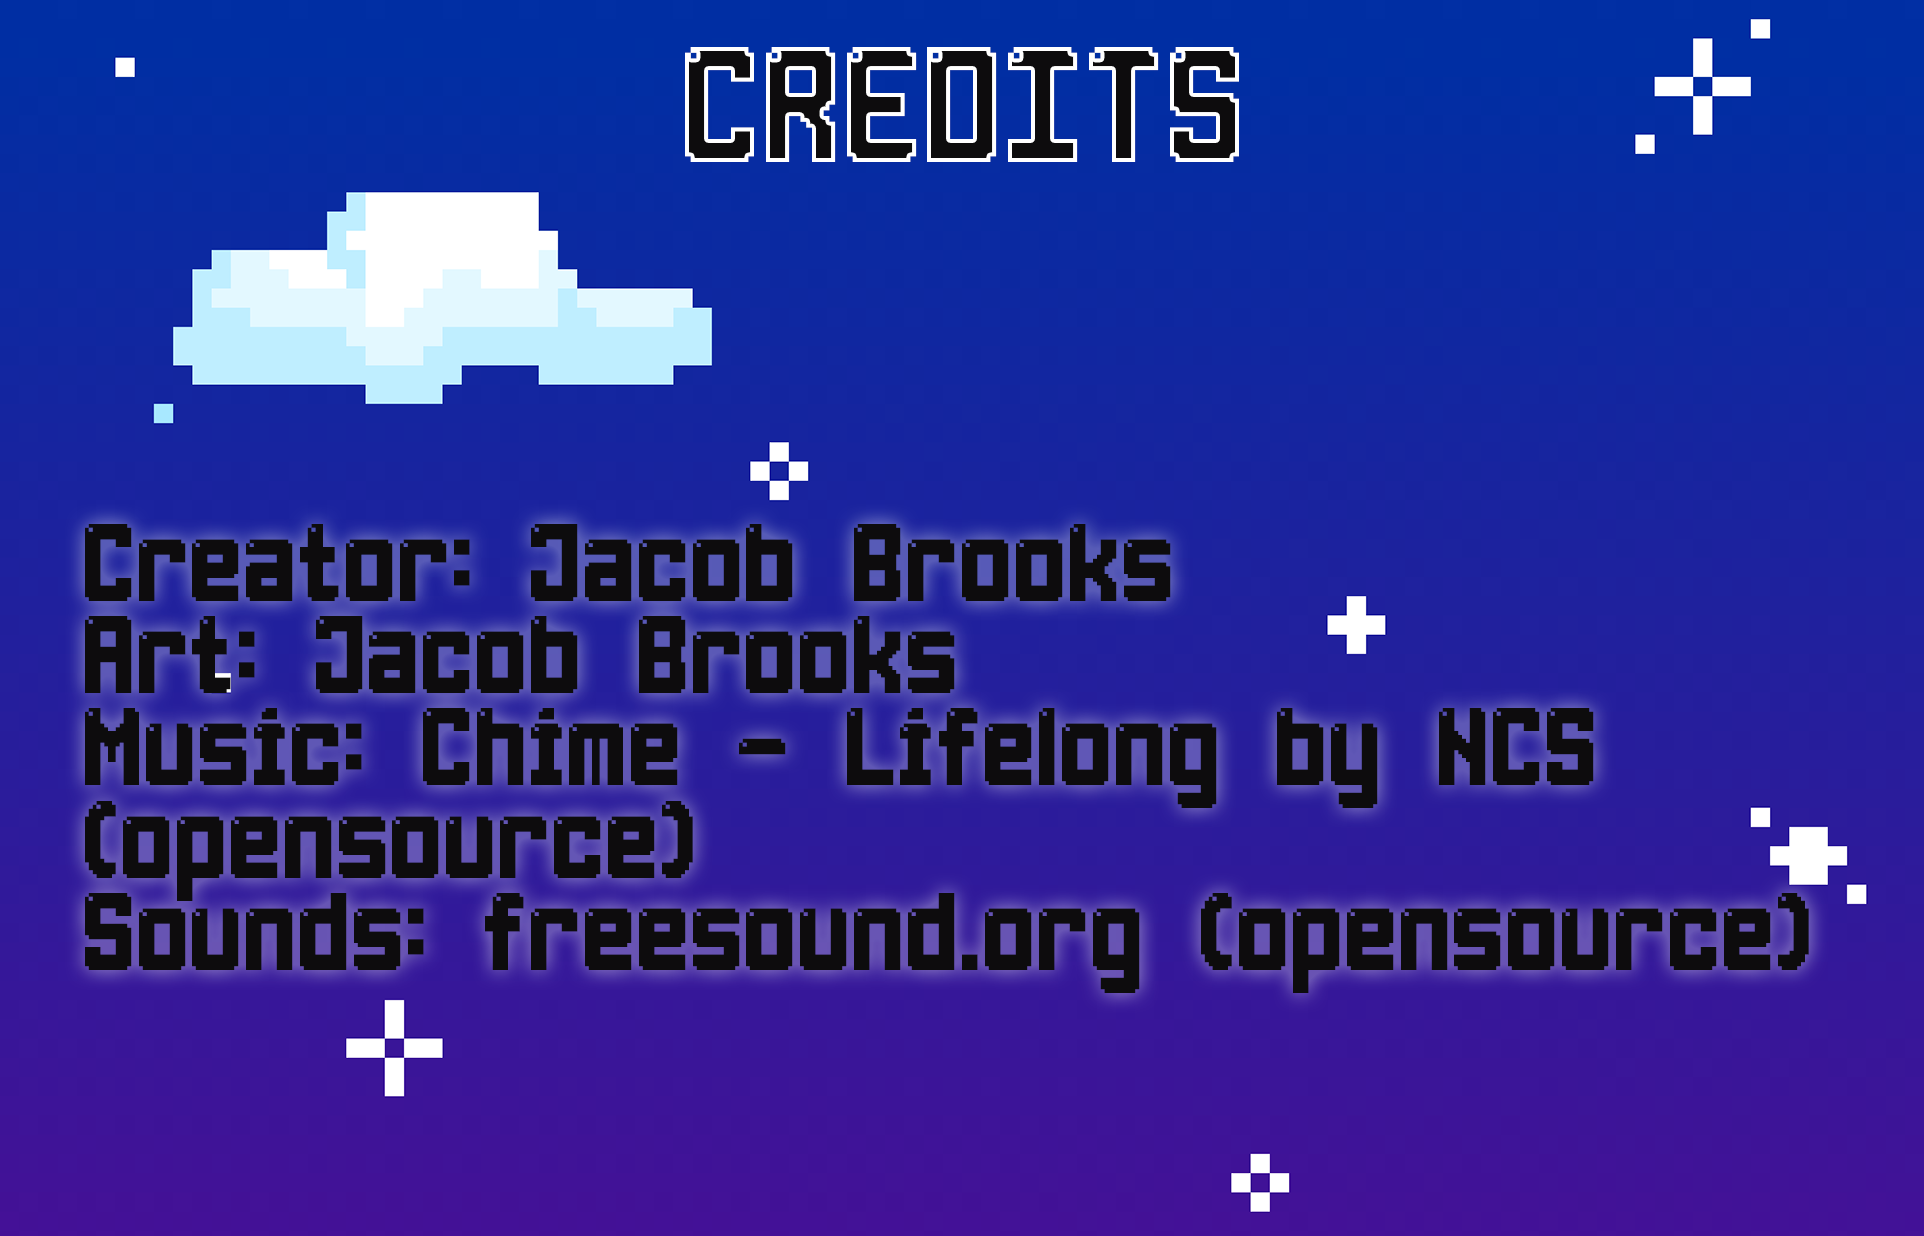 CREDITS
Creator: Jacob Brooks
Art: Jacob Brooks
Music: Chime - Lifelong by NCS
(opensource)
Sounds: freesound.org (opensource)